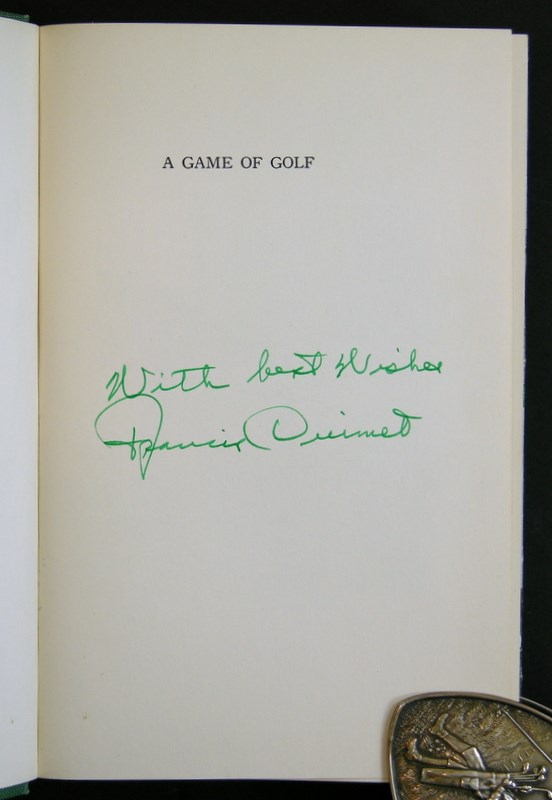 A GAME OF GOLF
With best Wishes
Francis Ouimet